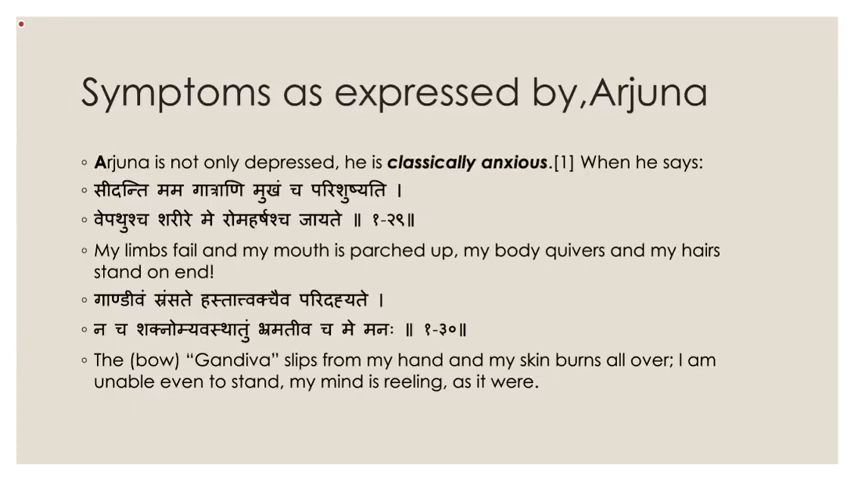 Symptoms as expressed by,Arjuna
◦ Arjuna is not only depressed, he is classically anxious.[1] When he says:
◦ सीदन्ति मम गात्राणि मुखं च परिशुष्यति ।
◦ वेपथुश्च शरीरे मे रोमहर्षश्च जायते ॥ १-२९॥
◦ My limbs fail and my mouth is parched up, my body quivers and my hairs
stand on end!
◦ गाण्डीवं स्रंसते हस्तात्त्वक्चैव परिदह्यते ।
◦ न च शक्नोम्यवस्थातुं भ्रमतीव च मे मनः ॥ १-३०॥
◦ The (bow) “Gandiva” slips from my hand and my skin burns all over; I am
unable even to stand, my mind is reeling, as it were.